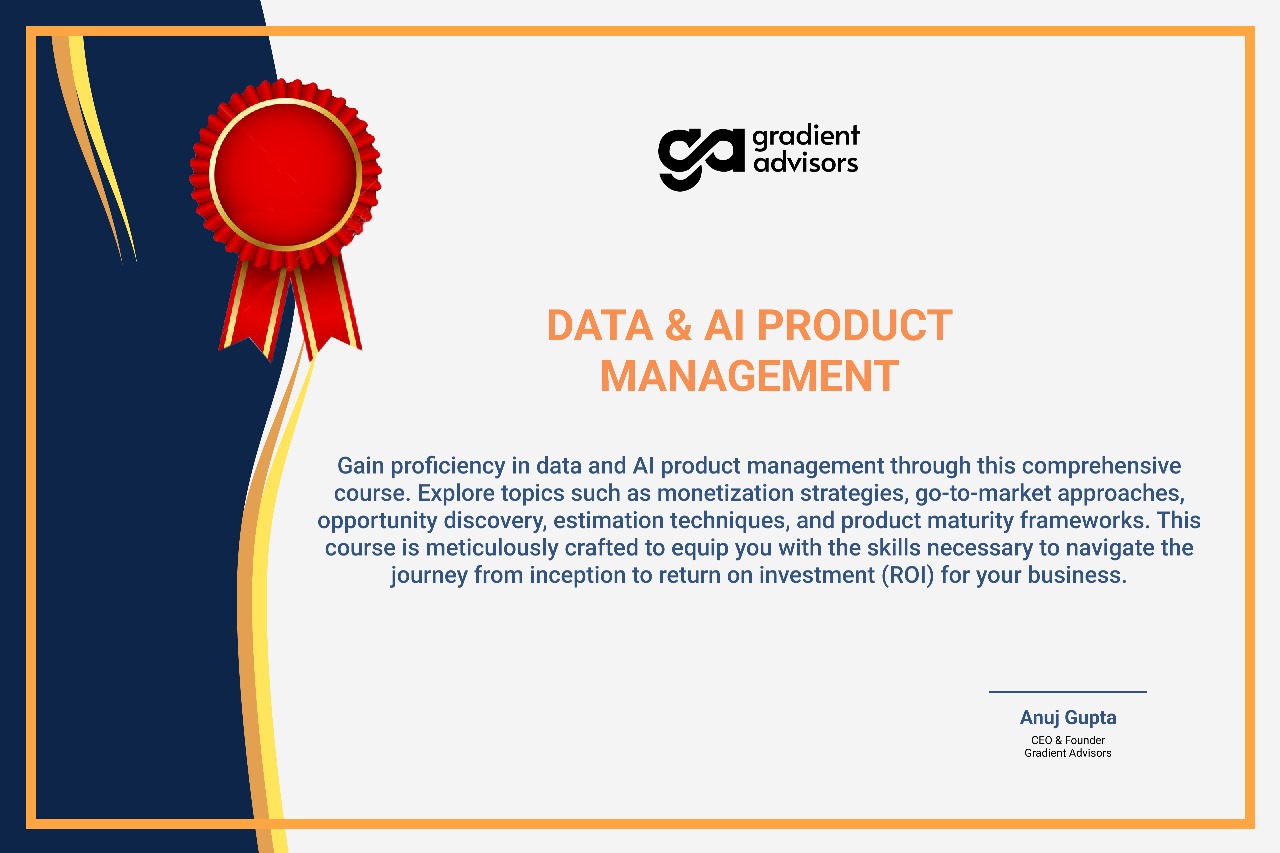 ga gradient
advisors
DATA & AI PRODUCT
MANAGEMENT
Gain proficiency in data and AI product management through this comprehensive
course. Explore topics such as monetization strategies, go-to-market approaches,
opportunity discovery, estimation techniques, and product maturity frameworks. This
course is meticulously crafted to equip you with the skills necessary to navigate the
journey from inception to return on investment (ROI) for your business.
Anuj Gupta
CEO & Founder
Gradient Advisors